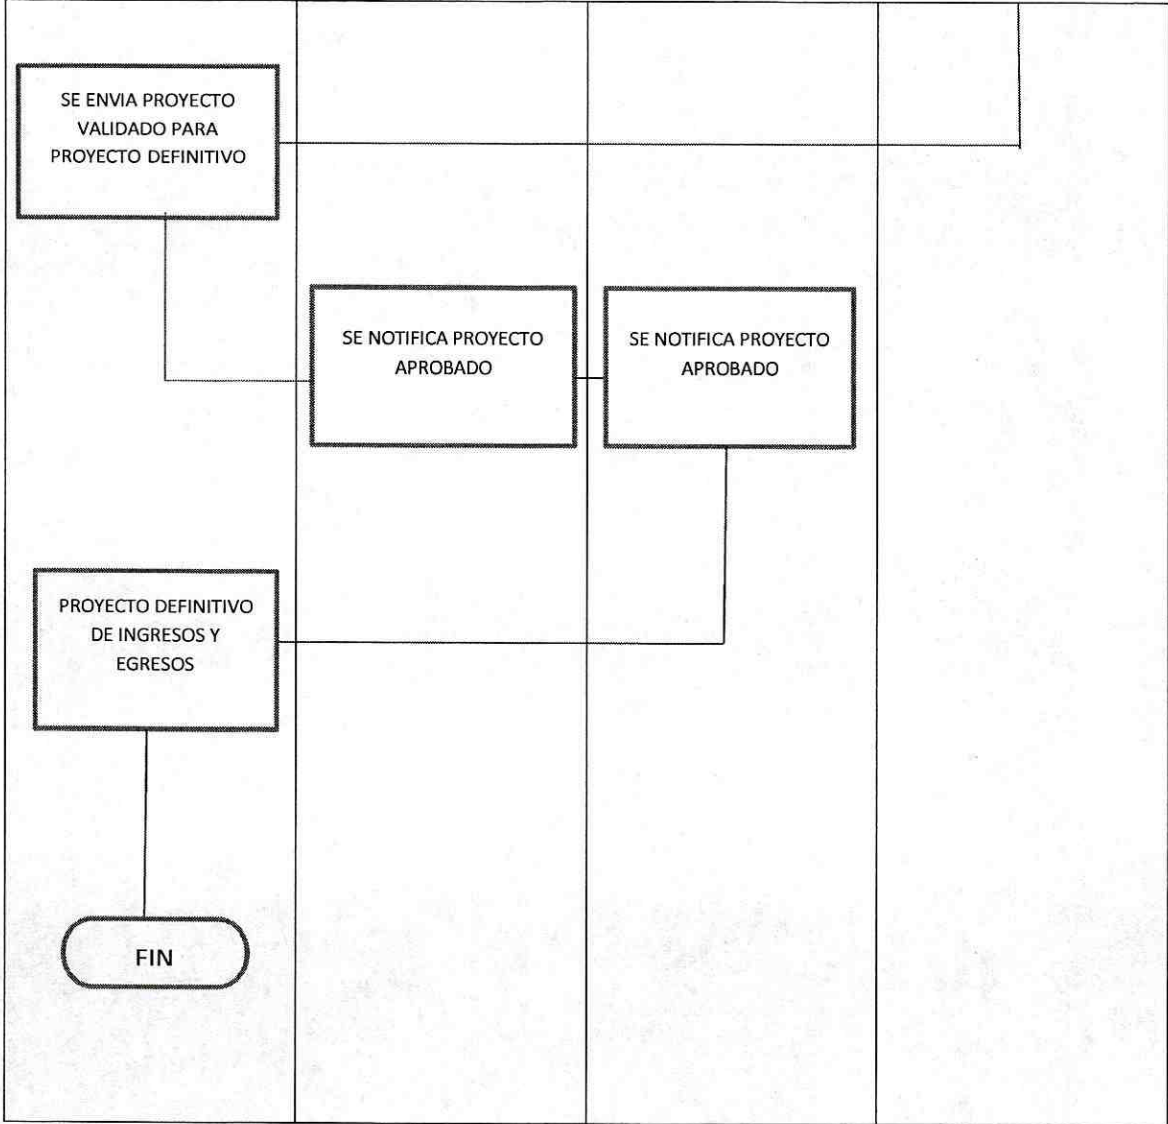 SE ENVIA PROYECTO
VALIDADO PARA
PROYECTO DEFINITIVO
SE NOTIFICA PROYECTO
APROBADO
SE NOTIFICA PROYECTO
APROBADO
PROYECTO DEFINITIVO
DE INGRESOS Y
EGRESOS
FIN